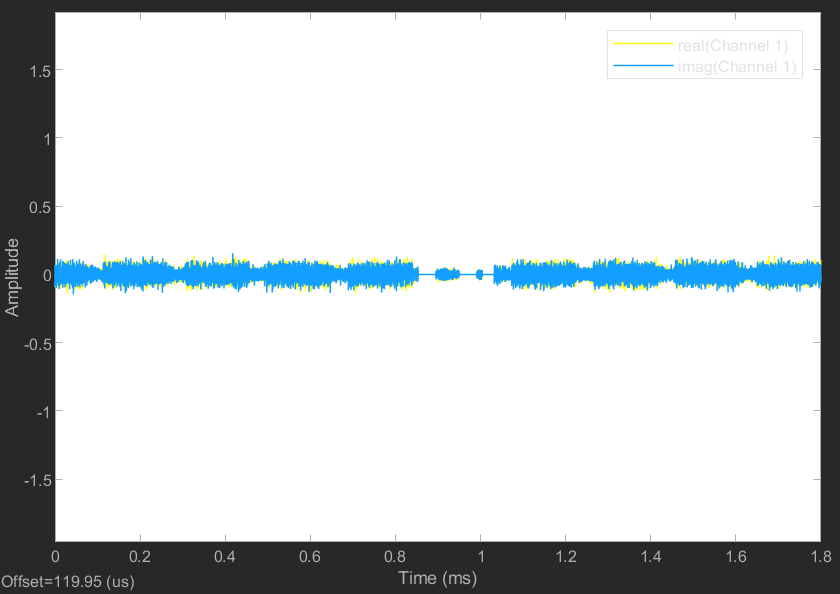 real(Channel 1)
imag(Channel 1)
1.5
1
0.5
0
-0.5
-1
-1.5
Amplitude
0 0.2 0.4 0.6 0.8 1 1.2 1.4 1.6 1.8
Time (ms)
Offset=119.95 (us)